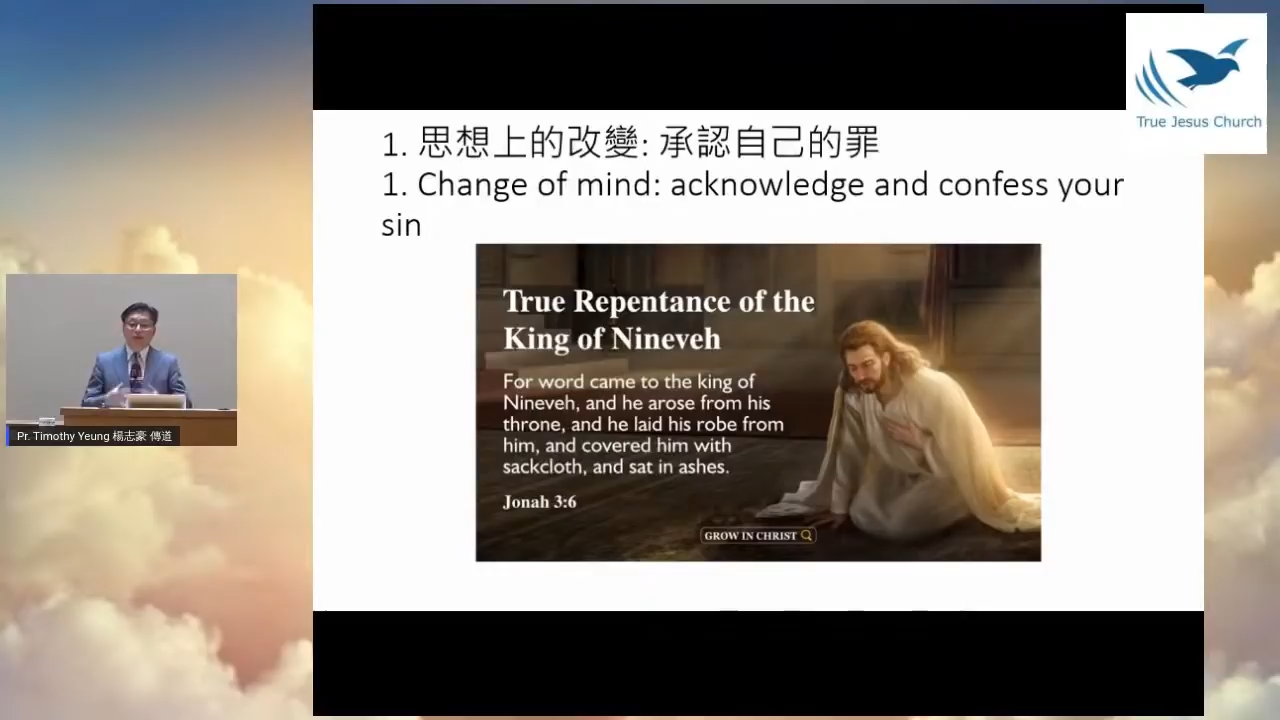 True Jesus Church
1. 思想上的改變: 承認自己的罪
1. Change of mind: acknowledge and confess your
sin
True Repentance of the
King of Nineveh
For word came to the king of
Nineveh, and he arose from his
throne, and he laid his robe from
him, and covered him with
sackcloth, and sat in ashes.
Jonah 3:6
GROW IN CHRIST
Pr. Timothy Yeung 楊志豪 傳道